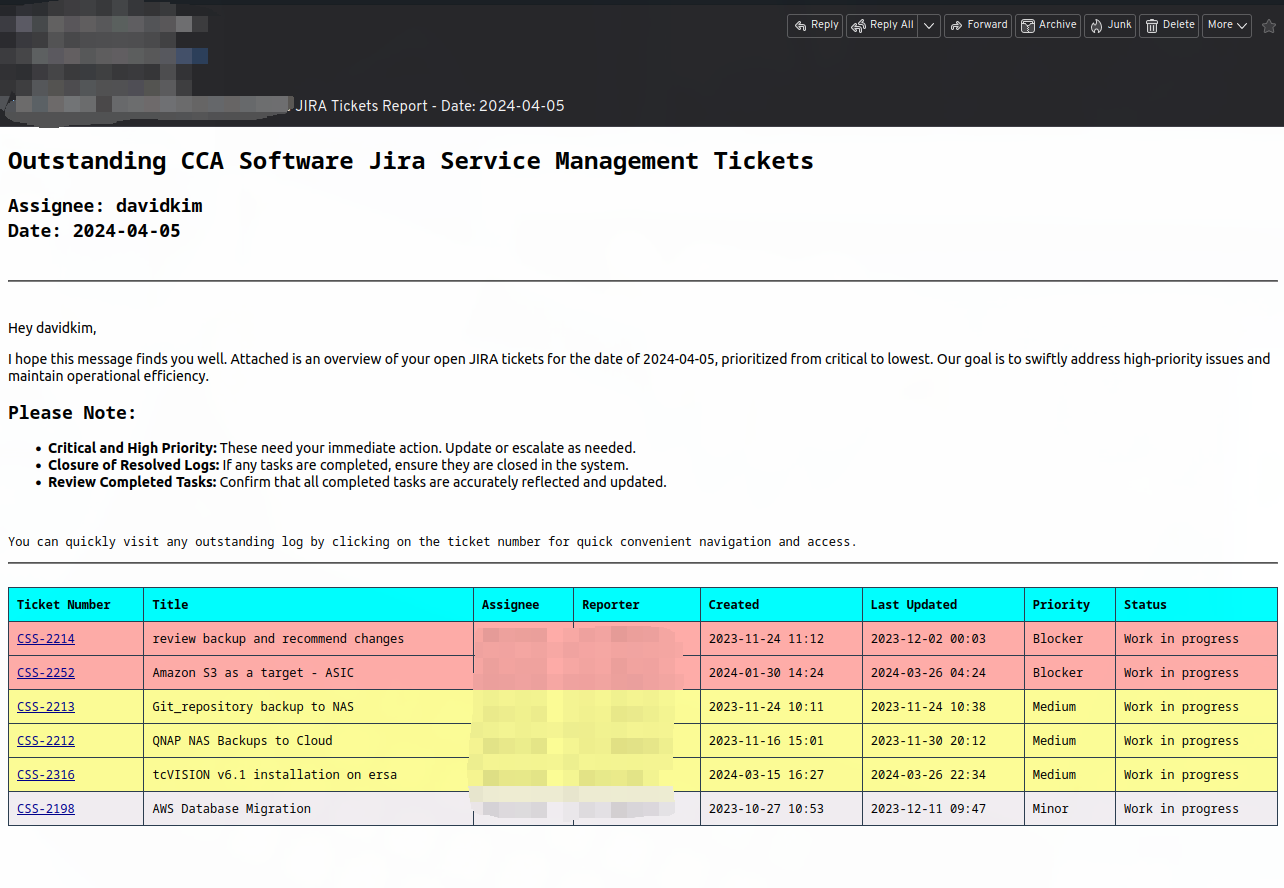 Reply Reply All Forward Archive Junk Delete More
JIRA Tickets Report - Date: 2024-04-05
Outstanding CCA Software Jira Service Management Tickets
Assignee: davidkim
Date: 2024-04-05
Hey davidkim,
I hope this message finds you well. Attached is an overview of your open JIRA tickets for the date of 2024-04-05, prioritized from critical to lowest. Our goal is to swiftly address high-priority issues and
maintain operational efficiency.
Please Note:
• Critical and High Priority: These need your immediate action. Update or escalate as needed.
• Closure of Resolved Logs: If any tasks are completed, ensure they are closed in the system.
• Review Completed Tasks: Confirm that all completed tasks are accurately reflected and updated.
You can quickly visit any outstanding log by clicking on the ticket number for quick convenient navigation and access.
Ticket Number Title Assignee Reporter Created Last Updated Priority Status
CSS-2214 review backup and recommend changes 2023-11-24 11:12 2023-12-02 00:03 Blocker Work in progress
CSS-2252 Amazon S3 as a target - ASIC 2024-01-30 14:24 2024-03-26 04:24 Blocker Work in progress
CSS-2213 Git_repository backup to NAS 2023-11-24 10:11 2023-11-24 10:38 Medium Work in progress
CSS-2212 QNAP NAS Backups to Cloud 2023-11-16 15:01 2023-11-30 20:12 Medium Work in progress
CSS-2316 tcVISION v6.1 installation on ersa 2024-03-15 16:27 2024-03-26 22:34 Medium Work in progress
CSS-2198 AWS Database Migration 2023-10-27 10:53 2023-12-11 09:47 Minor Work in progress